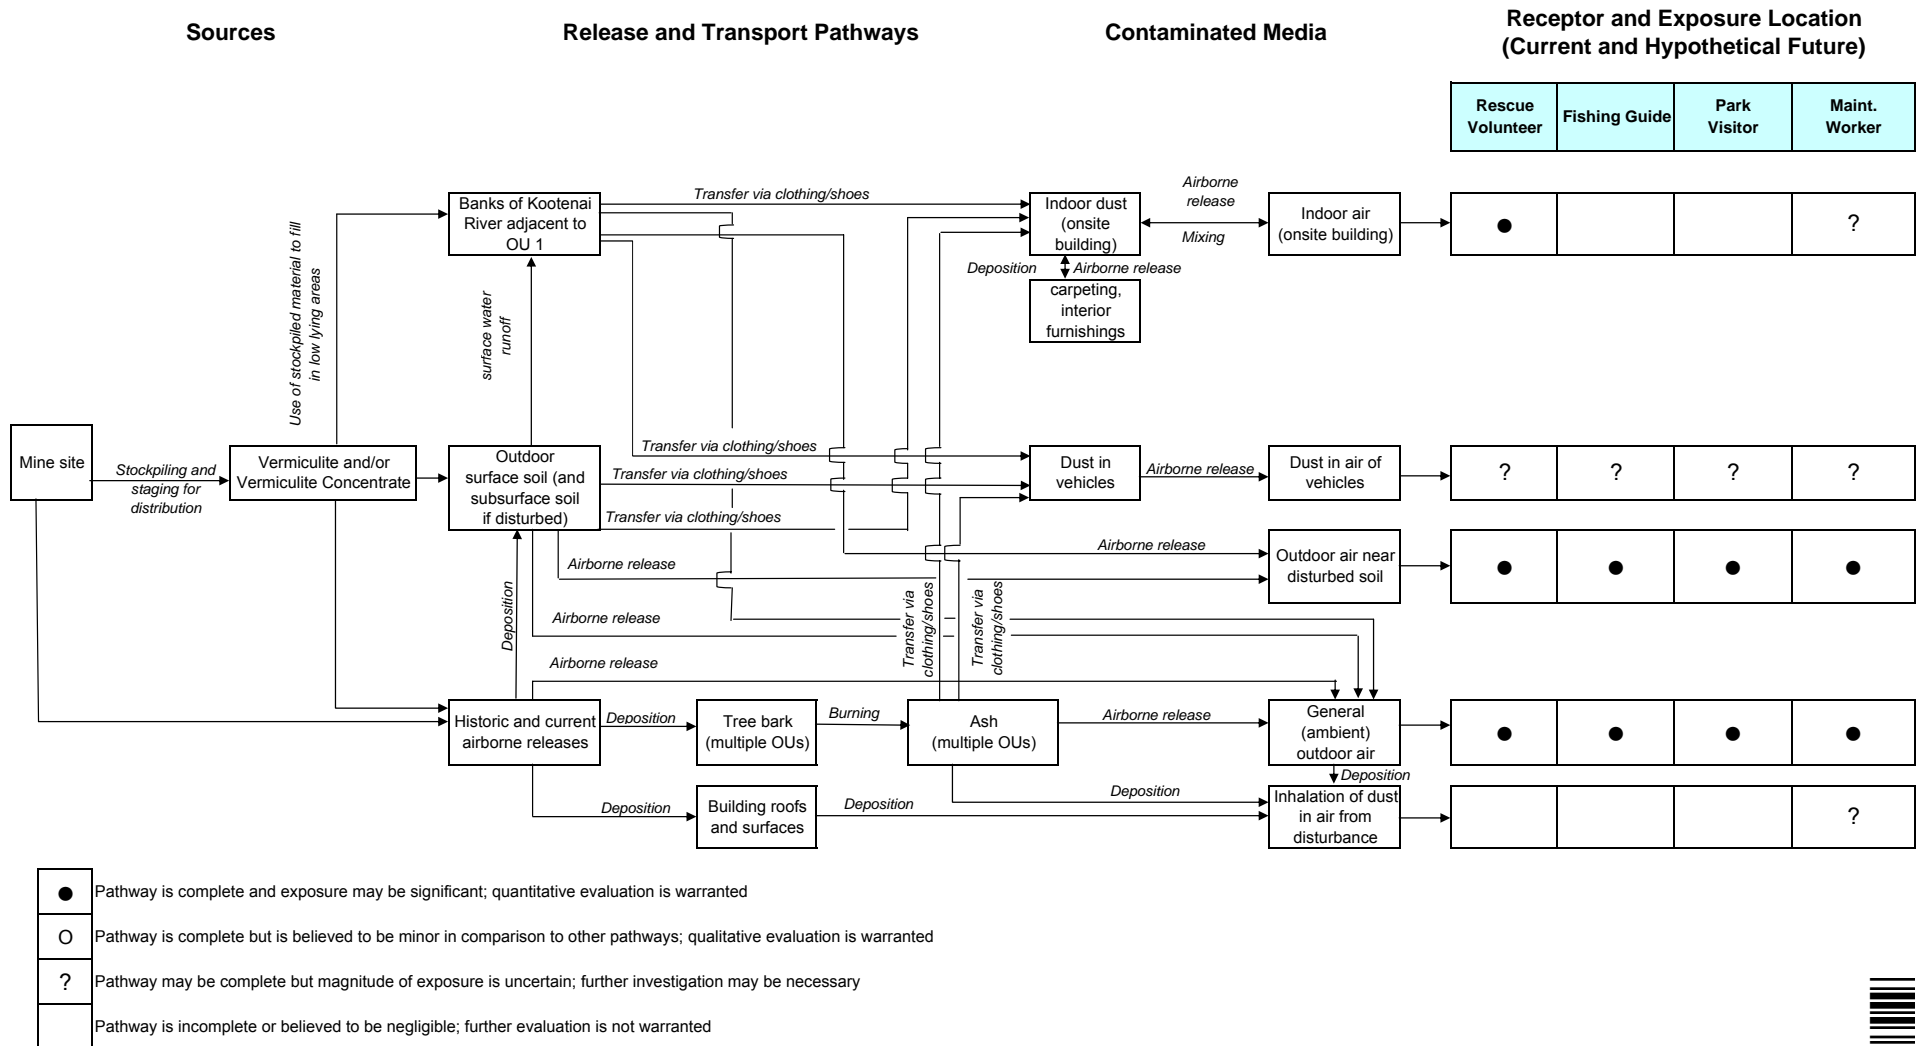 Sources
Release and Transport Pathways
Contaminated Media
Receptor and Exposure Location
(Current and Hypothetical Future)
Rescue
Volunteer
Fishing Guide
Park
Visitor
Maint.
Worker
Use of stockpiled material to fill
in low lying areas
Banks of Kootenai
River adjacent to
OU 1
Transfer via clothing/shoes
Indoor dust
(onsite
building)
Airborne
release
Mixing
Indoor air
(onsite building)
●
?
Deposition
Airborne release
carpeting,
interior
furnishings
surface water
runoff
Mine site
Stockpiling and
staging for
distribution
Vermiculite and/or
Vermiculite Concentrate
Outdoor
surface soil (and
subsurface soil
if disturbed)
Transfer via clothing/shoes
Transfer via clothing/shoes
Transfer via clothing/shoes
Dust in
vehicles
Airborne release
Dust in air of
vehicles
?
?
?
?
Airborne release
Airborne release
Outdoor air near
disturbed soil
●
●
●
●
Deposition
Airborne release
Transfer via
clothing/shoes
Transfer via
clothing/shoes
Airborne release
Historic and current
airborne releases
Deposition
Tree bark
(multiple OUs)
Burning
Ash
(multiple OUs)
Airborne release
General
(ambient)
outdoor air
●
●
●
●
Deposition
Deposition
Building roofs
and surfaces
Deposition
Deposition
Inhalation of dust
in air from
disturbance
?
● Pathway is complete and exposure may be significant; quantitative evaluation is warranted
O Pathway is complete but is believed to be minor in comparison to other pathways; qualitative evaluation is warranted
? Pathway may be complete but magnitude of exposure is uncertain; further investigation may be necessary
Pathway is incomplete or believed to be negligible; further evaluation is not warranted